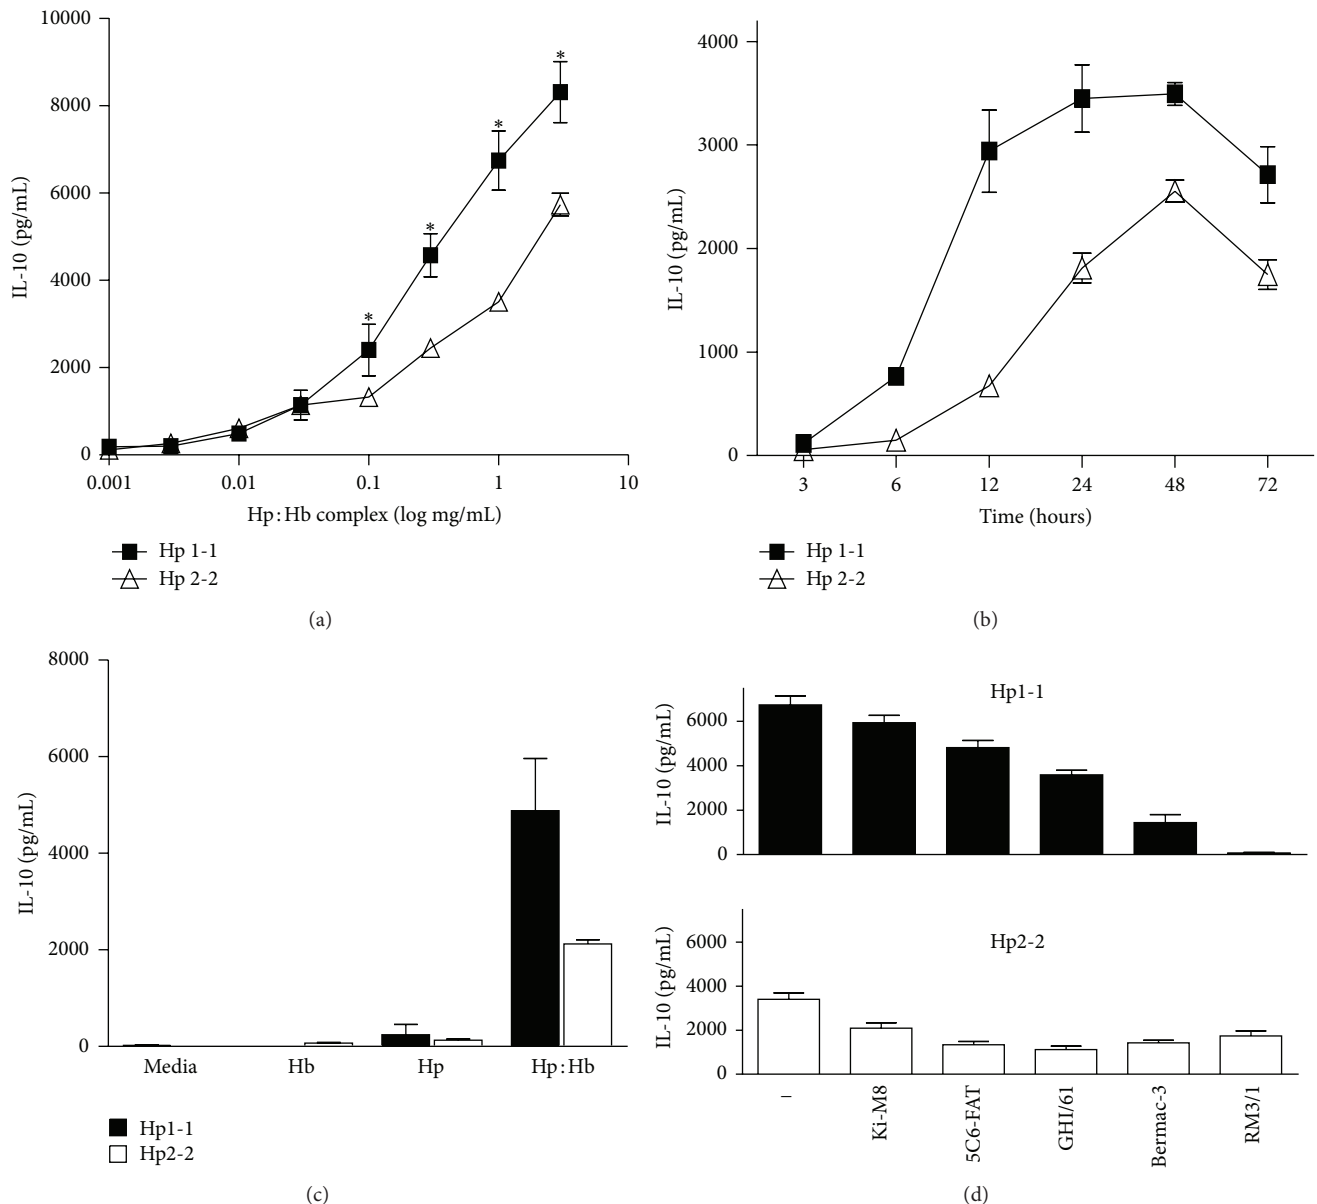 10000
8000
6000
4000
2000
0
IL-10 (pg/mL)
* * * *
0.001 0.01 0.1 1 10
Hp:Hb complex (log mg/mL)
Hp 1-1
Hp 2-2
(a)
4000
3000
2000
1000
0
IL-10 (pg/mL)
3 6 12 24 48 72
Time (hours)
Hp 1-1
Hp 2-2
(b)
8000
6000
4000
2000
0
IL-10 (pg/mL)
Media Hb Hp Hp:Hb
Hp1-1
Hp2-2
(c)
Hp1-1
6000
4000
2000
0
IL-10 (pg/mL)
Hp2-2
6000
4000
2000
0
IL-10 (pg/mL)
–
Ki-M8
5C6-FAT
GHI/61
Bermac-3
RM3/1
(d)